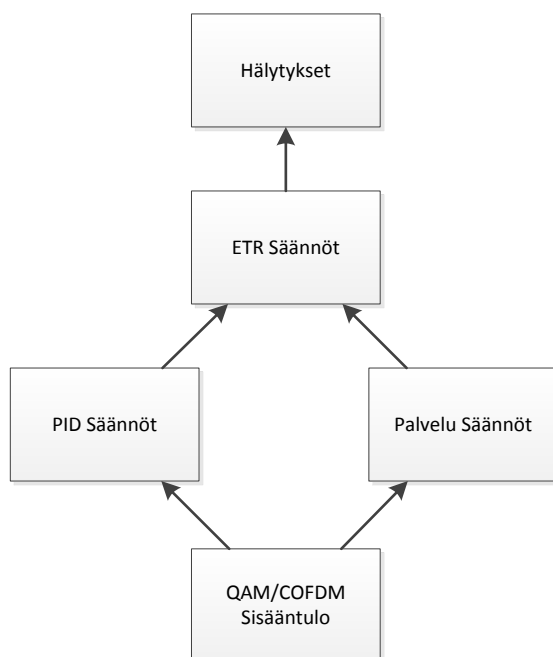 Hälytykset
ETR Säännöt
PID Säännöt
Palvelu Säännöt
QAM/COFDM
Sisääntulo